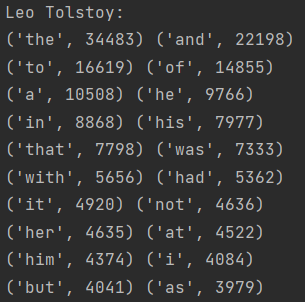 Leo Tolstoy:
('the', 34483) ('and', 22198)
('to', 16619) ('of', 14855)
('a', 10508) ('he', 9766)
('in', 8868) ('his', 7977)
('that', 7798) ('was', 7333)
('with', 5656) ('had', 5362)
('it', 4920) ('not', 4636)
('her', 4635) ('at', 4522)
('him', 4374) ('i', 4084)
('but', 4041) ('as', 3979)